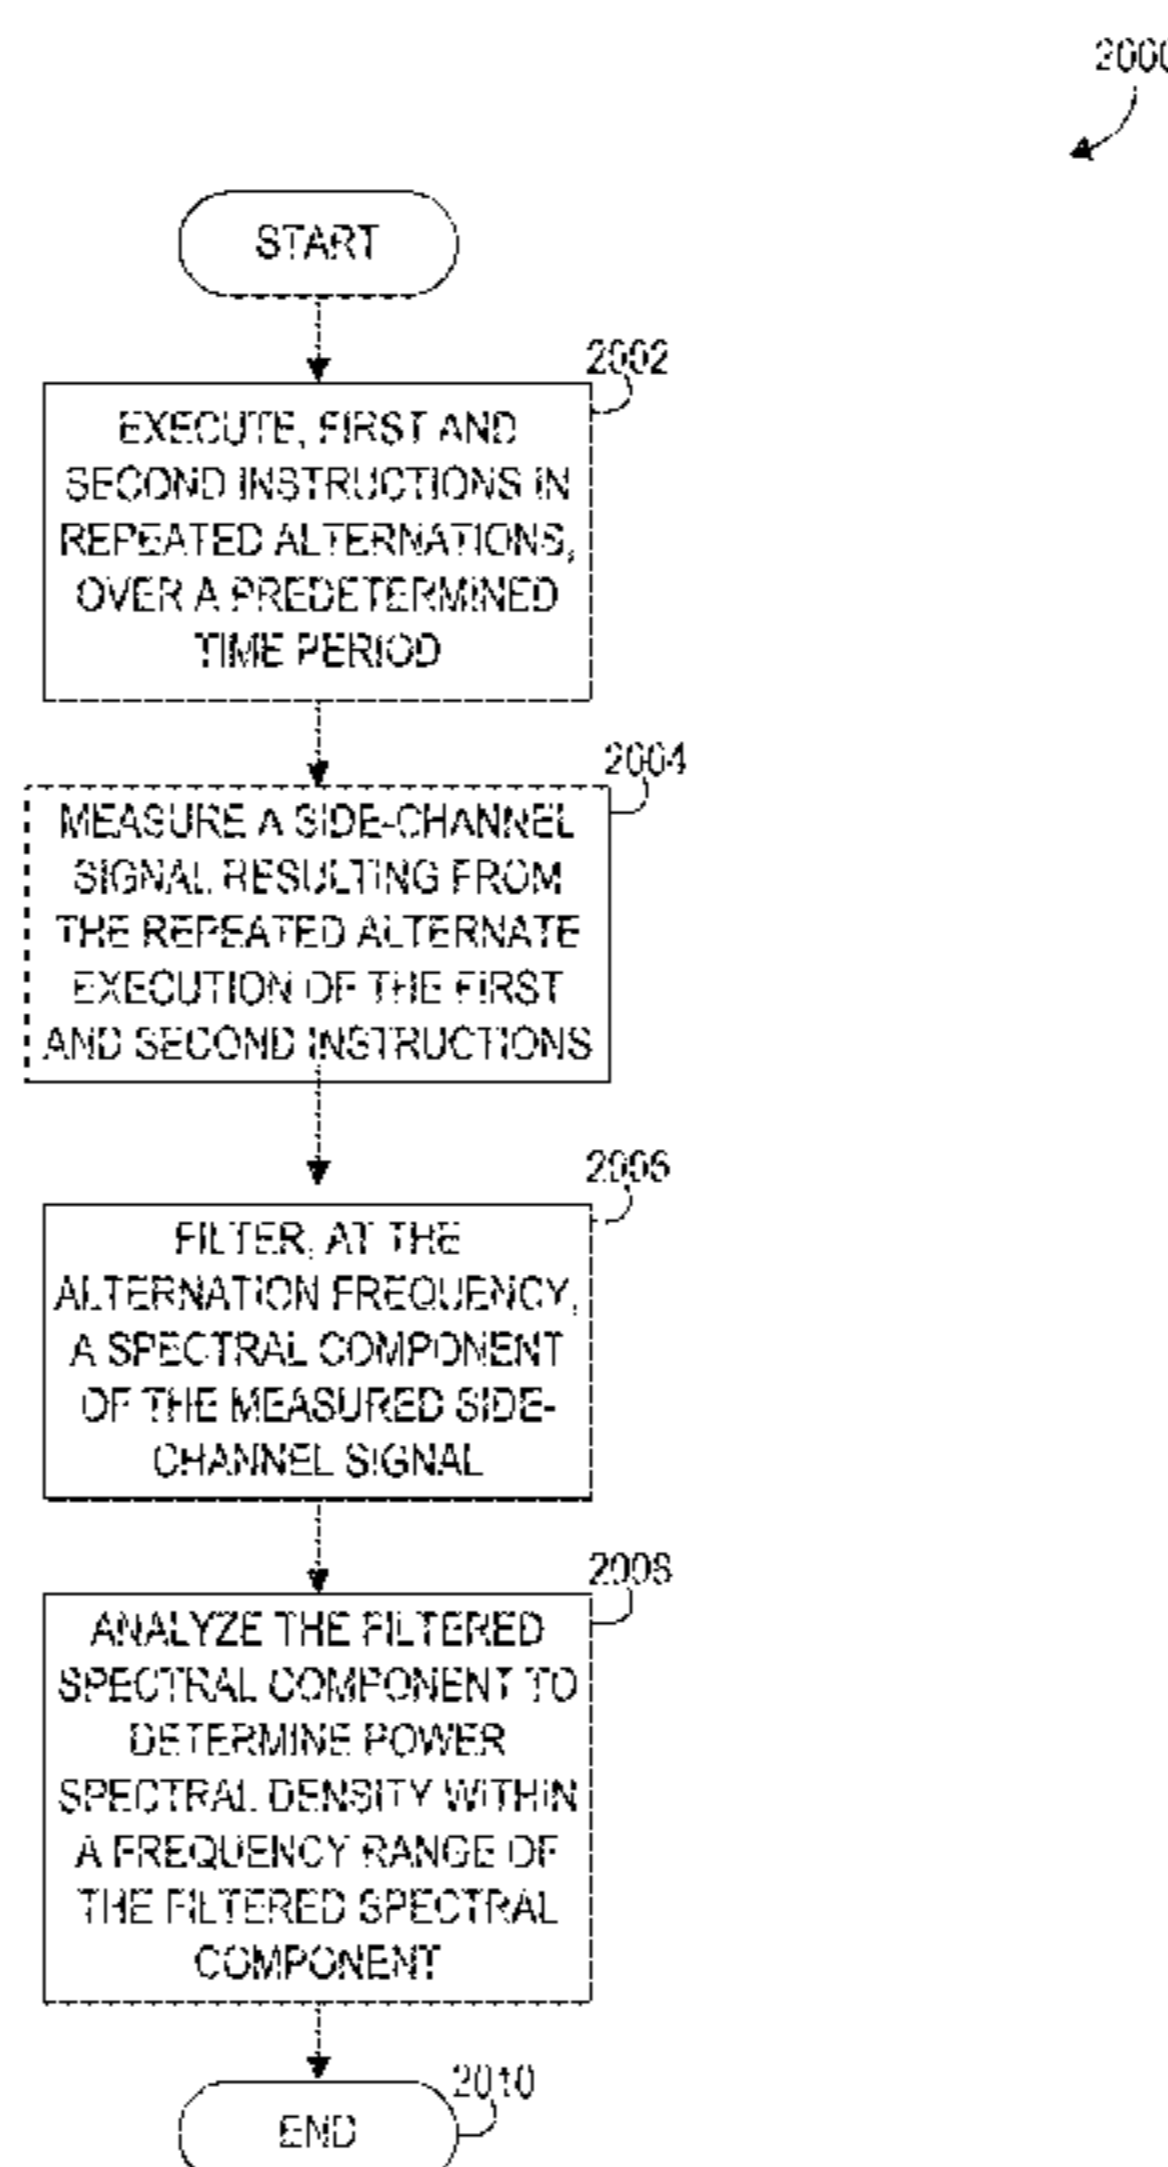 2000
START
2002
EXECUTE, FIRST AND
SECOND INSTRUCTIONS IN
REPEATED ALTERNATIONS,
OVER A PREDETERMINED
TIME PERIOD
2004
MEASURE A SIDE-CHANNEL
SIGNAL RESULTING FROM
THE REPEATED ALTERNATE
EXECUTION OF THE FIRST
AND SECOND INSTRUCTIONS
2006
FILTER, AT THE
ALTERNATION FREQUENCY,
A SPECTRAL COMPONENT
OF THE MEASURED SIDE-
CHANNEL SIGNAL
2008
ANALYZE THE FILTERED
SPECTRAL COMPONENT TO
DETERMINE POWER
SPECTRAL DENSITY WITHIN
A FREQUENCY RANGE OF
THE FILTERED SPECTRAL
COMPONENT
2010
END